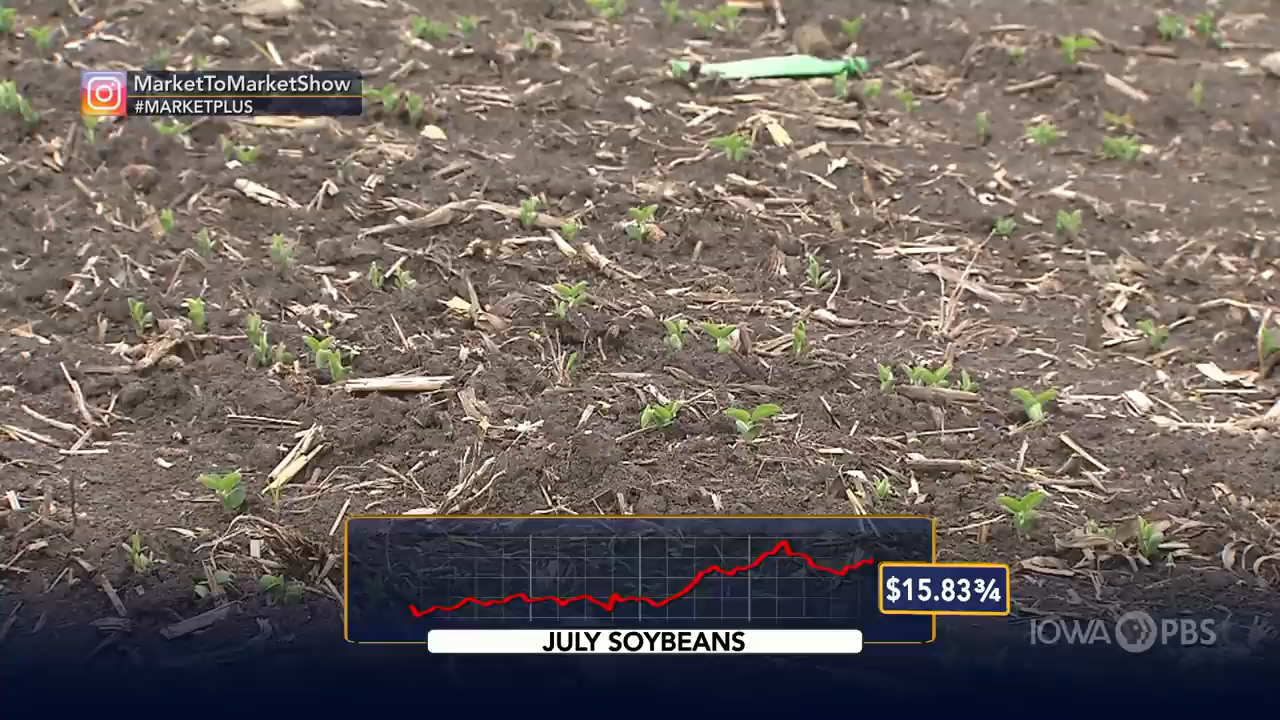 MarketToMarketShow
#MARKETPLUS
$15.83¾
JULY SOYBEANS
IOWA PBS